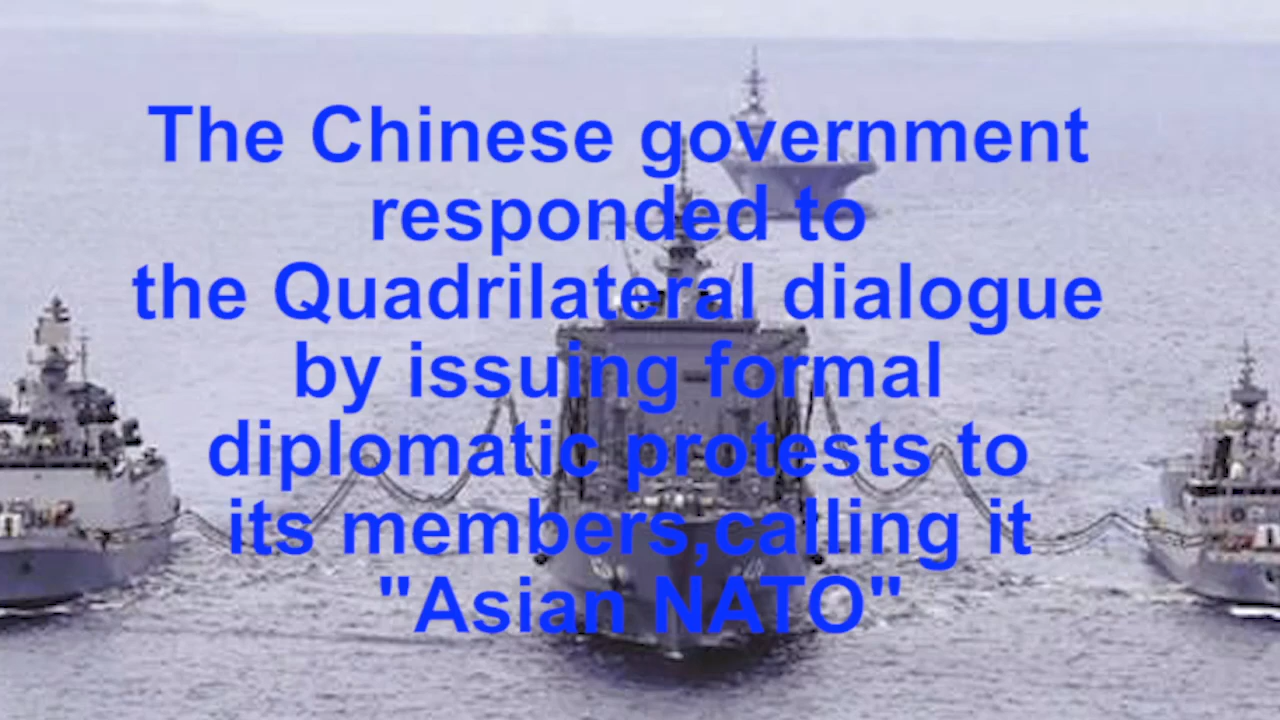 The Chinese government
responded to
the Quadrilateral dialogue
by issuing formal
diplomatic protests to
its members,calling it
"Asian NATO"